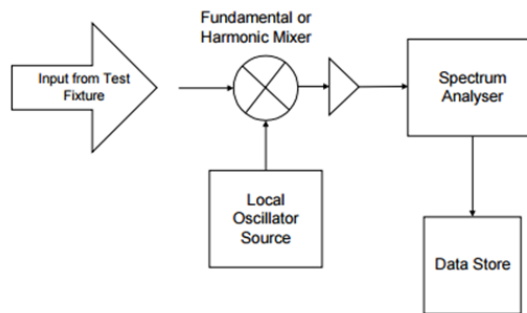 Fundamental or
Harmonic Mixer
Input from Test
Fixture
Spectrum
Analyser
Local
Oscillator
Source
Data Store